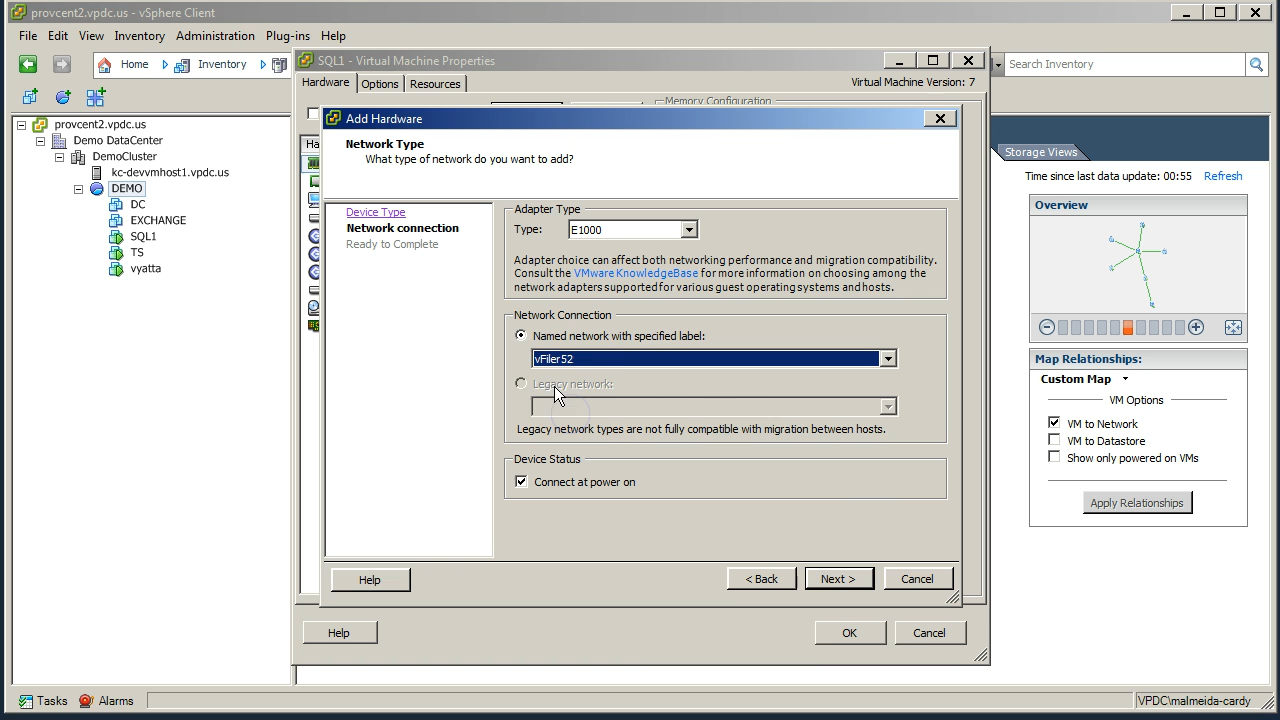 provcent2.vpdc.us - vSphere Client
File Edit View Inventory Administration Plug-ins Help
Home Inventory
Search Inventory
provcent2.vpdc.us
Demo DataCenter
DemoCluster
kc-devvmhost1.vpdc.us
DEMO
DC
EXCHANGE
SQL1
TS
vyatta
SQL1 - Virtual Machine Properties
Hardware Options Resources
Virtual Machine Version: 7
Memory Configuration
Ha
Add Hardware
Network Type
What type of network do you want to add?
Device Type
Network connection
Ready to Complete
Adapter Type
Type: E1000
Adapter choice can affect both networking performance and migration compatibility.
Consult the VMware KnowledgeBase for more information on choosing among the
network adapters supported for various guest operating systems and hosts.
Network Connection
Named network with specified label:
vFiler52
Legacy network:
Legacy network types are not fully compatible with migration between hosts.
Device Status
Connect at power on
Help < Back Next > Cancel
Help OK Cancel
Storage Views
Time since last data update: 00:55 Refresh
Overview
Map Relationships:
Custom Map
VM Options
VM to Network
VM to Datastore
Show only powered on VMs
Apply Relationships
Tasks Alarms
VPDC\malmeida-cardy